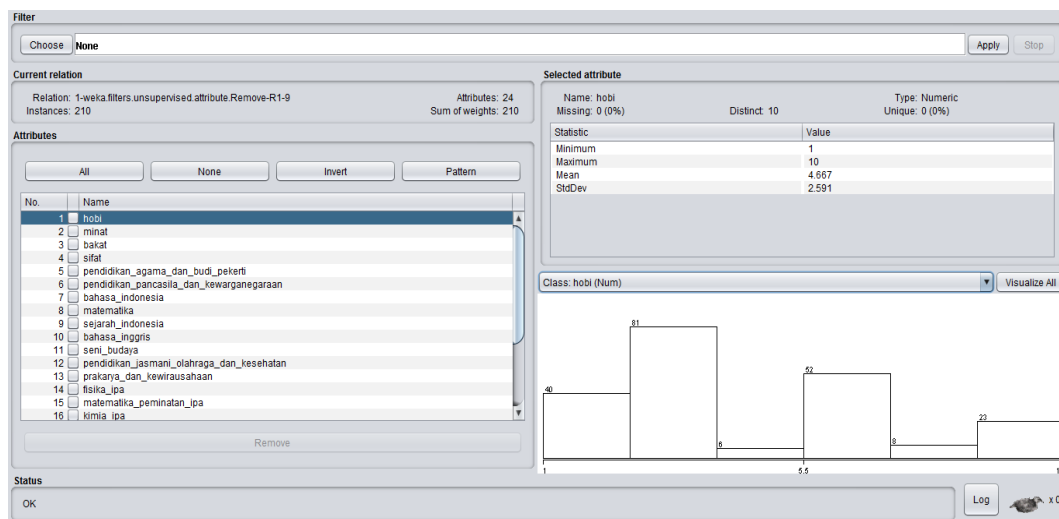 Filter
Choose None Apply Stop
Current relation
Relation: 1-weka.filters.unsupervised.attribute.Remove-R1-9 Attributes: 24
Instances: 210 Sum of weights: 210
Attributes
All None Invert Pattern
No. Name
1 hobi
2 minat
3 bakat
4 sifat
5 pendidikan_agama_dan_budi_pekerti
6 pendidikan_pancasila_dan_kewarganegaraan
7 bahasa_indonesia
8 matematika
9 sejarah_indonesia
10 bahasa_inggris
11 seni_budaya
12 pendidikan_jasmani_olahraga_dan_kesehatan
13 prakarya_dan_kewirausahaan
14 fisika_ipa
15 matematika_peminatan_ipa
16 kimia_ipa
Remove
Selected attribute
Name: hobi Type: Numeric
Missing: 0 (0%) Distinct: 10 Unique: 0 (0%)
Statistic Value
Minimum 1
Maximum 10
Mean 4.667
StdDev 2.591
Class: hobi (Num) Visualize All
40 81 6 52 8 23
1 5.5 1
Status
OK Log x 0